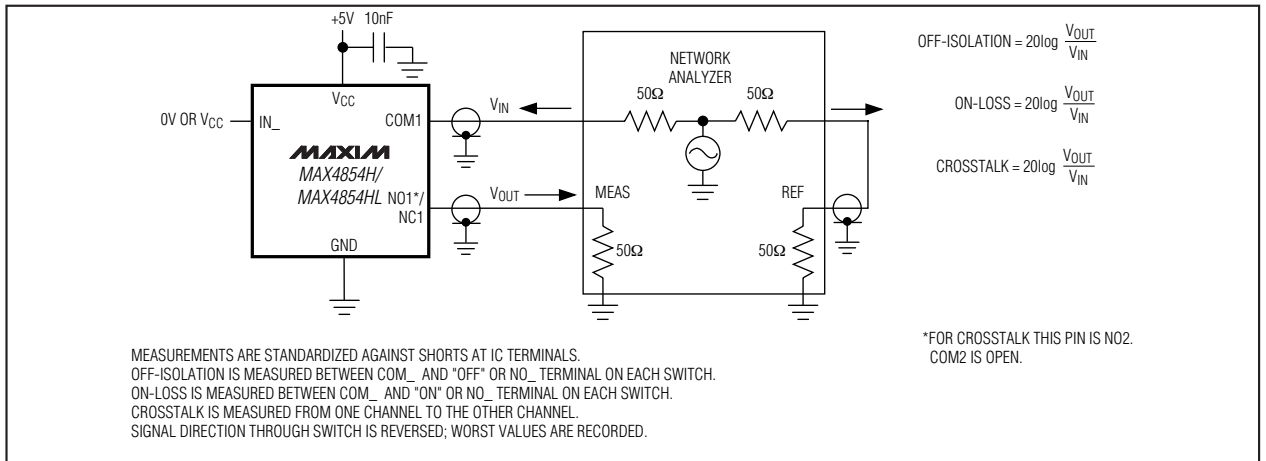 +5V 10nF
VCC
0V OR VCC
IN_
COM1
MAXIM
MAX4854H/
MAX4854HL
NO1*/
NC1
GND
VIN
VOUT
NETWORK
ANALYZER
50Ω
50Ω
MEAS
REF
50Ω
50Ω
OFF-ISOLATION = 20log VOUT
VIN
ON-LOSS = 20log VOUT
VIN
CROSSTALK = 20log VOUT
VIN
*FOR CROSSTALK THIS PIN IS NO2.
COM2 IS OPEN.
MEASUREMENTS ARE STANDARDIZED AGAINST SHORTS AT IC TERMINALS.
OFF-ISOLATION IS MEASURED BETWEEN COM_ AND "OFF" OR NO_ TERMINAL ON EACH SWITCH.
ON-LOSS IS MEASURED BETWEEN COM_ AND "ON" OR NO_ TERMINAL ON EACH SWITCH.
CROSSTALK IS MEASURED FROM ONE CHANNEL TO THE OTHER CHANNEL.
SIGNAL DIRECTION THROUGH SWITCH IS REVERSED; WORST VALUES ARE RECORDED.